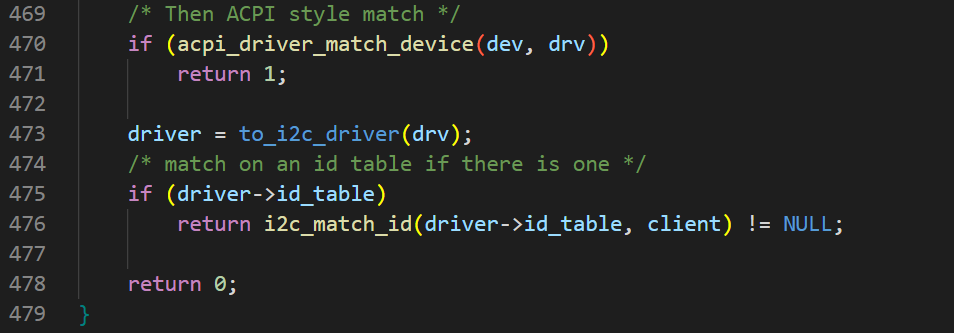 469 /* Then ACPI style match */
470 if (acpi_driver_match_device(dev, drv))
471 return 1;
472
473 driver = to_i2c_driver(drv);
474 /* match on an id table if there is one */
475 if (driver->id_table)
476 return i2c_match_id(driver->id_table, client) != NULL;
477
478 return 0;
479 }